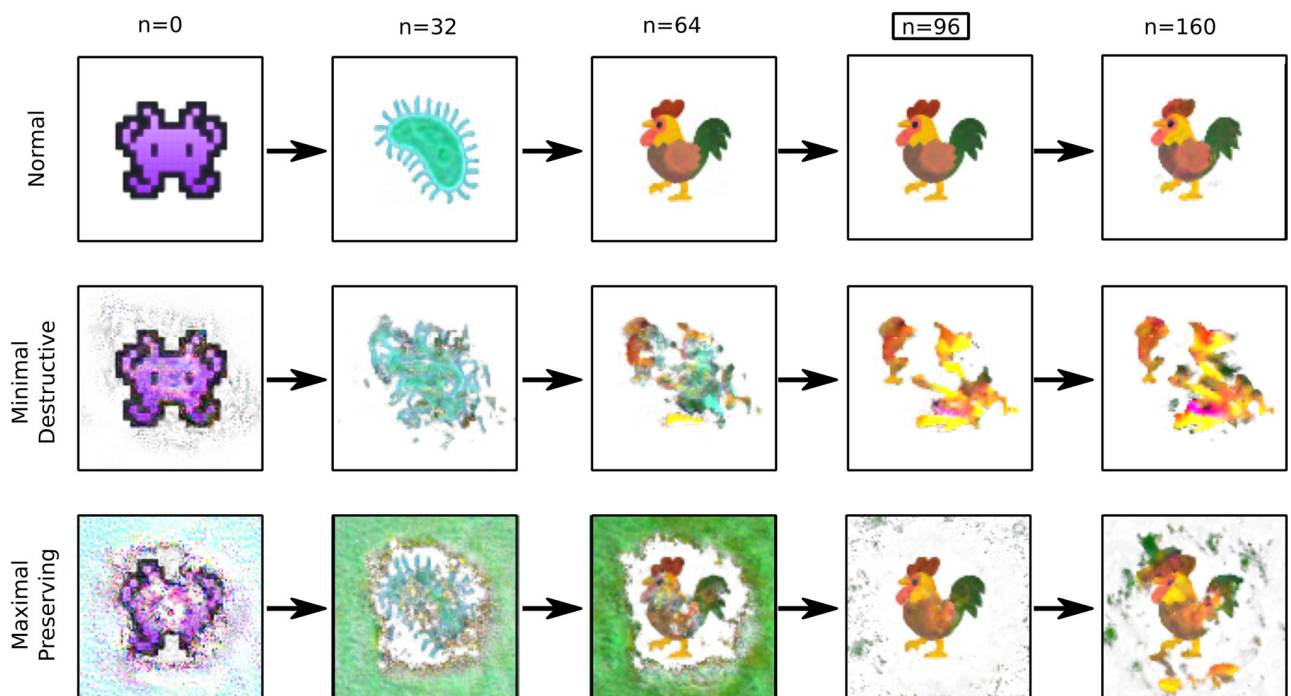 n=0
n=32
n=64
n=96
n=160
Normal
Minimal
Destructive
Maximal
Preserving